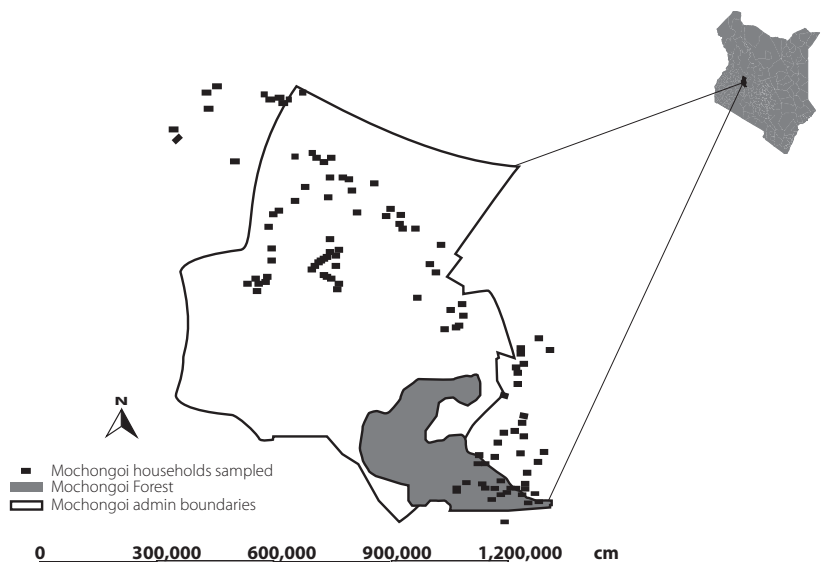 N
Mochongoi households sampled
Mochongoi Forest
Mochongoi admin boundaries
0 300,000 600,000 900,000 1,200,000 cm